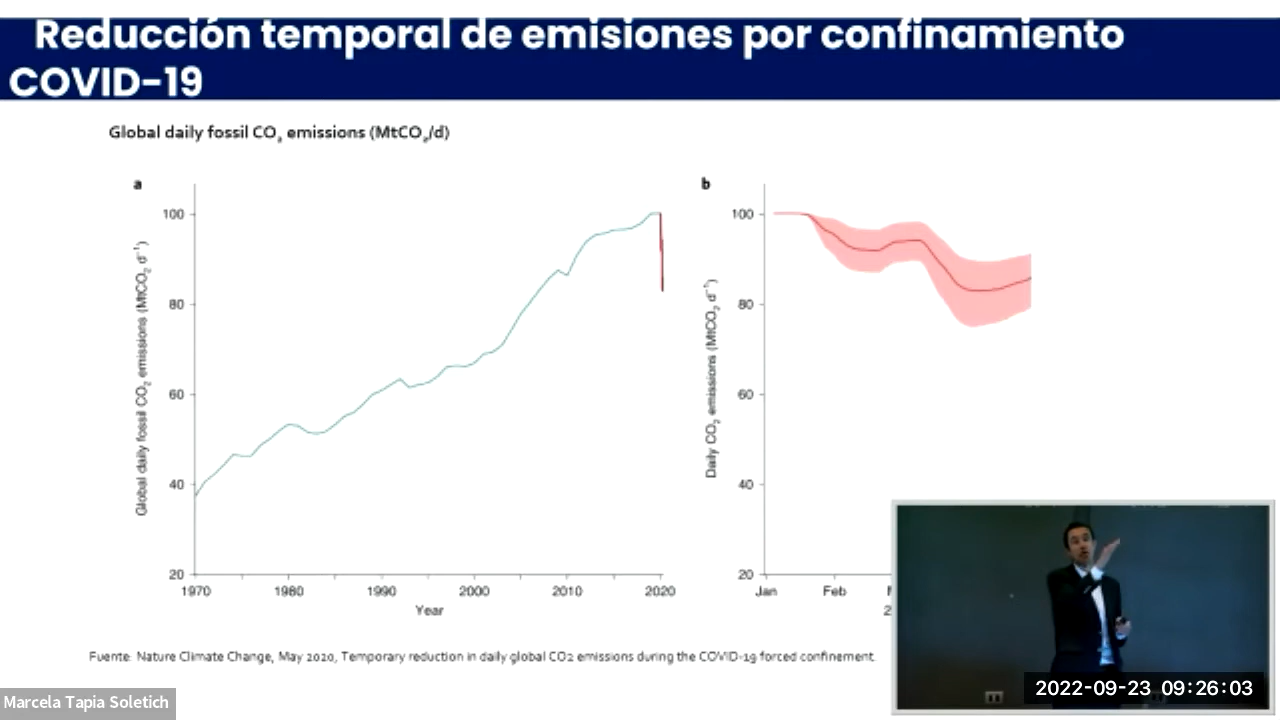 Reducción temporal de emisiones por confinamiento
COVID-19
Global daily fossil CO₂ emissions (MtCO₂/d)
a
Global daily fossil CO₂ emissions (MtCO₂ d⁻¹)
100
80
60
40
20
1970
1980
1990
2000
2010
2020
Year
b
Daily CO₂ emissions (MtCO₂ d⁻¹)
100
80
60
40
20
Jan
Feb
Fuente: Nature Climate Change, May 2020, Temporary reduction in daily global CO2 emissions during the COVID-19 forced confinement.
Marcela Tapia Soletich
2022-09-23 09:26:03